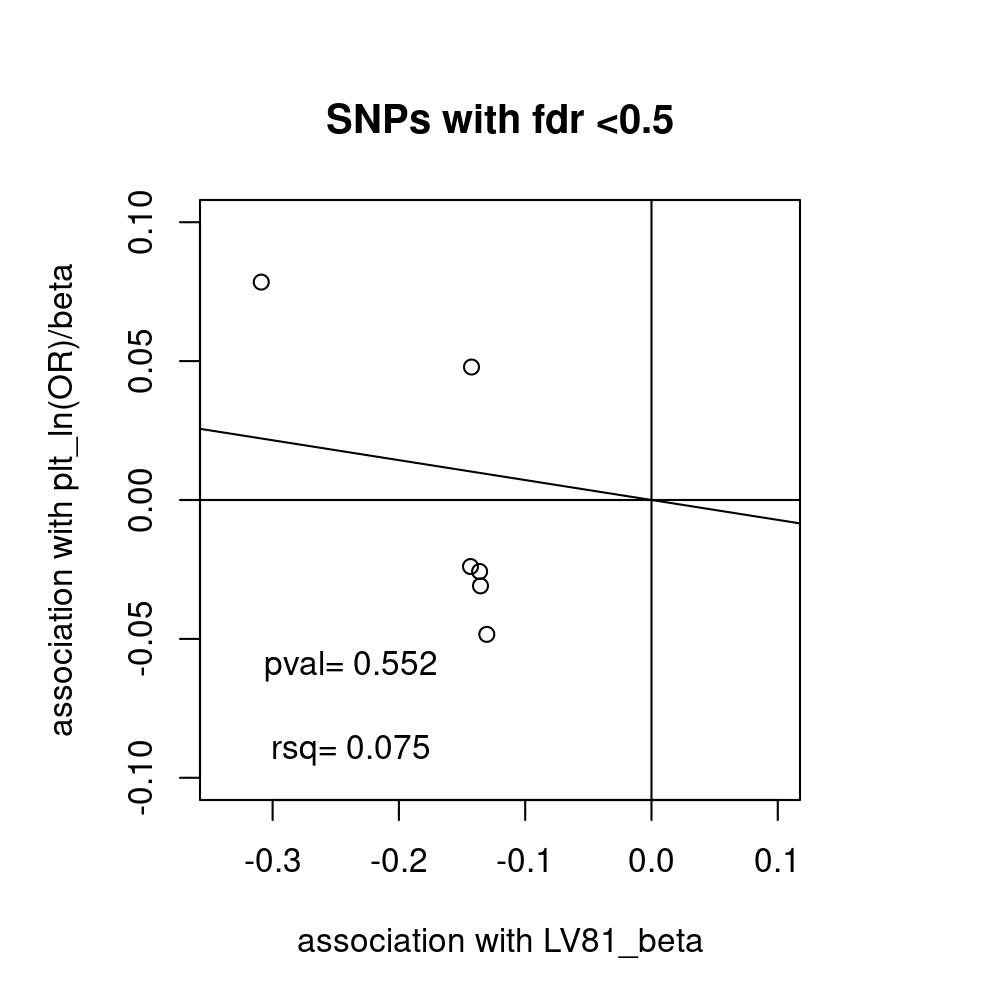 SNPs with fdr <0.5
association with plt_ln(OR)/beta
0.10
0.05
0.00
-0.05
-0.10
pval= 0.552
rsq= 0.075
-0.3 -0.2 -0.1 0.0 0.1
association with LV81_beta